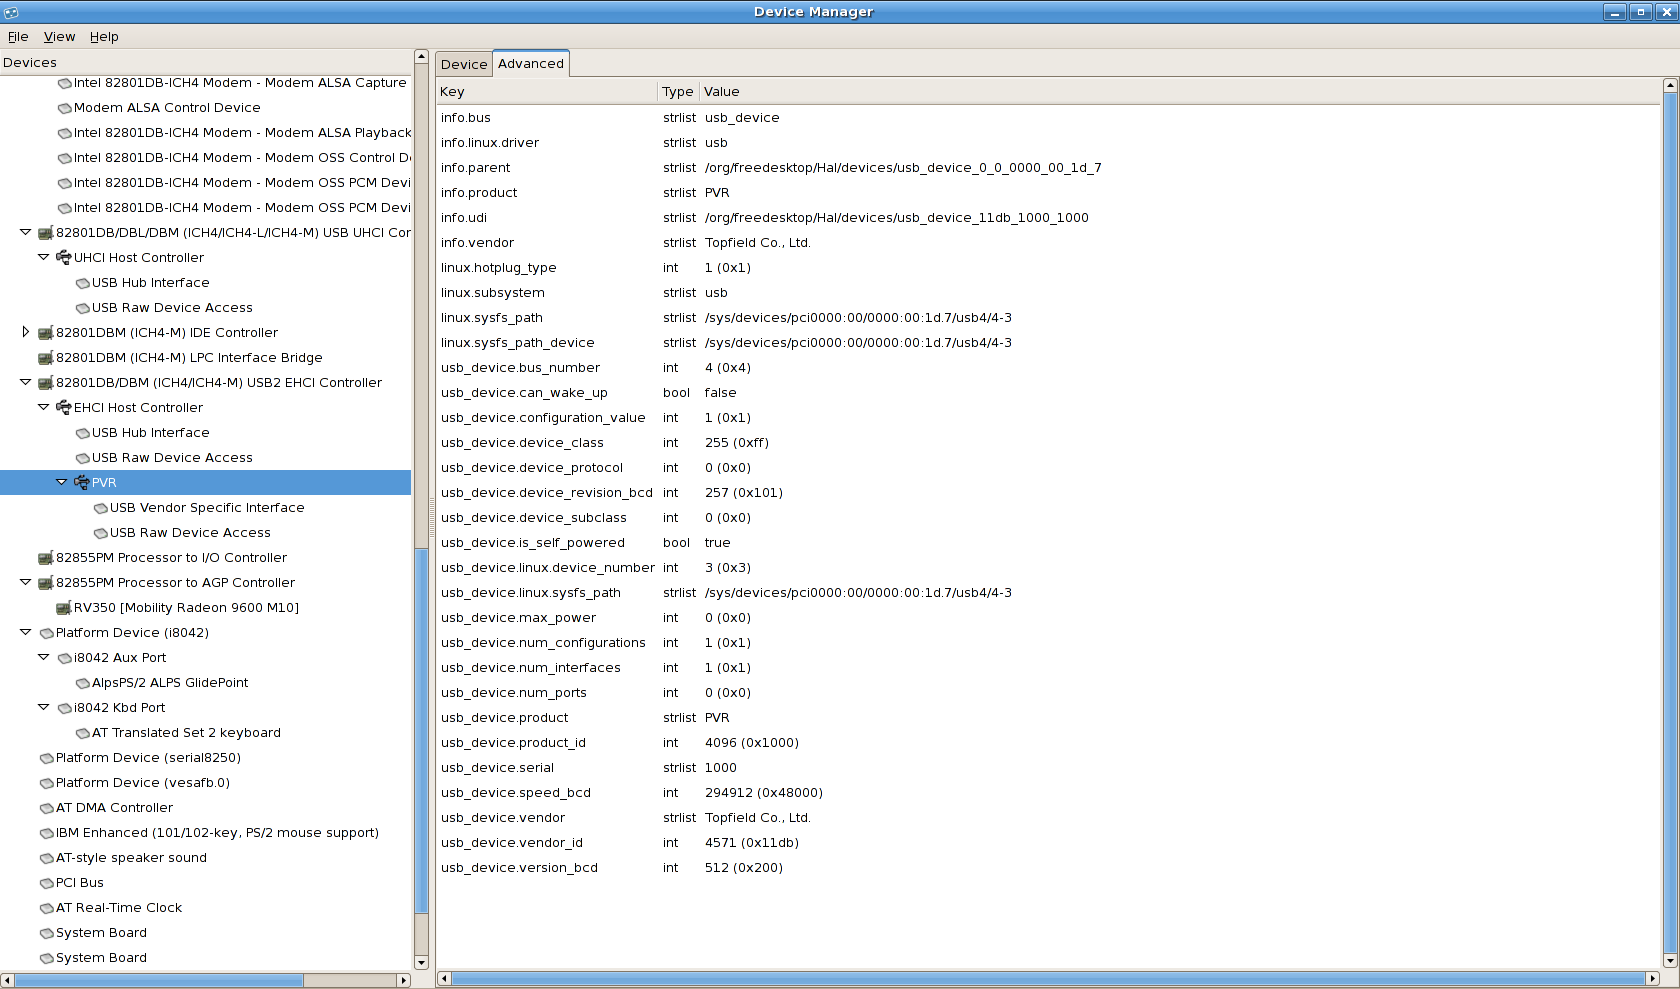 Device Manager
File View Help
Devices
Intel 82801DB-ICH4 Modem - Modem ALSA Capture
Modem ALSA Control Device
Intel 82801DB-ICH4 Modem - Modem ALSA Playback
Intel 82801DB-ICH4 Modem - Modem OSS Control D
Intel 82801DB-ICH4 Modem - Modem OSS PCM Devi
Intel 82801DB-ICH4 Modem - Modem OSS PCM Devi
82801DB/DBL/DBM (ICH4/ICH4-L/ICH4-M) USB UHCI Cor
UHCI Host Controller
USB Hub Interface
USB Raw Device Access
82801DBM (ICH4-M) IDE Controller
82801DBM (ICH4-M) LPC Interface Bridge
82801DB/DBM (ICH4/ICH4-M) USB2 EHCI Controller
EHCI Host Controller
USB Hub Interface
USB Raw Device Access
PVR
USB Vendor Specific Interface
USB Raw Device Access
82855PM Processor to I/O Controller
82855PM Processor to AGP Controller
RV350 [Mobility Radeon 9600 M10]
Platform Device (i8042)
i8042 Aux Port
AlpsPS/2 ALPS GlidePoint
i8042 Kbd Port
AT Translated Set 2 keyboard
Platform Device (serial8250)
Platform Device (vesafb.0)
AT DMA Controller
IBM Enhanced (101/102-key, PS/2 mouse support)
AT-style speaker sound
PCI Bus
AT Real-Time Clock
System Board
System Board
Device Advanced
Key Type Value
info.bus strlist usb_device
info.linux.driver strlist usb
info.parent strlist /org/freedesktop/Hal/devices/usb_device_0_0_0000_00_1d_7
info.product strlist PVR
info.udi strlist /org/freedesktop/Hal/devices/usb_device_11db_1000_1000
info.vendor strlist Topfield Co., Ltd.
linux.hotplug_type int 1 (0x1)
linux.subsystem strlist usb
linux.sysfs_path strlist /sys/devices/pci0000:00/0000:00:1d.7/usb4/4-3
linux.sysfs_path_device strlist /sys/devices/pci0000:00/0000:00:1d.7/usb4/4-3
usb_device.bus_number int 4 (0x4)
usb_device.can_wake_up bool false
usb_device.configuration_value int 1 (0x1)
usb_device.device_class int 255 (0xff)
usb_device.device_protocol int 0 (0x0)
usb_device.device_revision_bcd int 257 (0x101)
usb_device.device_subclass int 0 (0x0)
usb_device.is_self_powered bool true
usb_device.linux.device_number int 3 (0x3)
usb_device.linux.sysfs_path strlist /sys/devices/pci0000:00/0000:00:1d.7/usb4/4-3
usb_device.max_power int 0 (0x0)
usb_device.num_configurations int 1 (0x1)
usb_device.num_interfaces int 1 (0x1)
usb_device.num_ports int 0 (0x0)
usb_device.product strlist PVR
usb_device.product_id int 4096 (0x1000)
usb_device.serial strlist 1000
usb_device.speed_bcd int 294912 (0x48000)
usb_device.vendor strlist Topfield Co., Ltd.
usb_device.vendor_id int 4571 (0x11db)
usb_device.version_bcd int 512 (0x200)